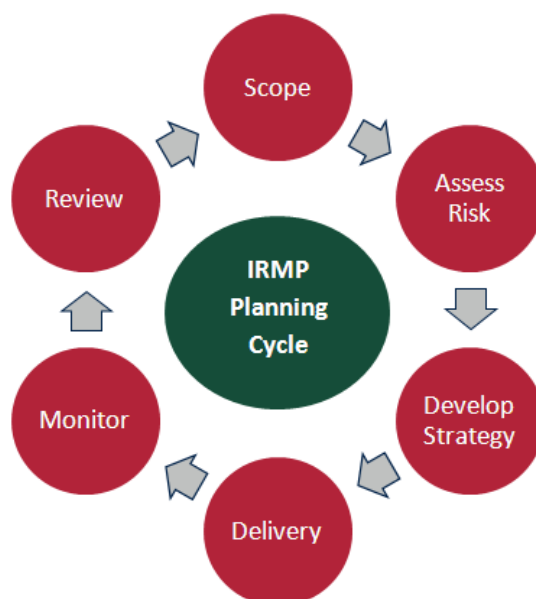 Scope
Assess
Risk
Develop
Strategy
Delivery
Monitor
Review
IRMP
Planning
Cycle